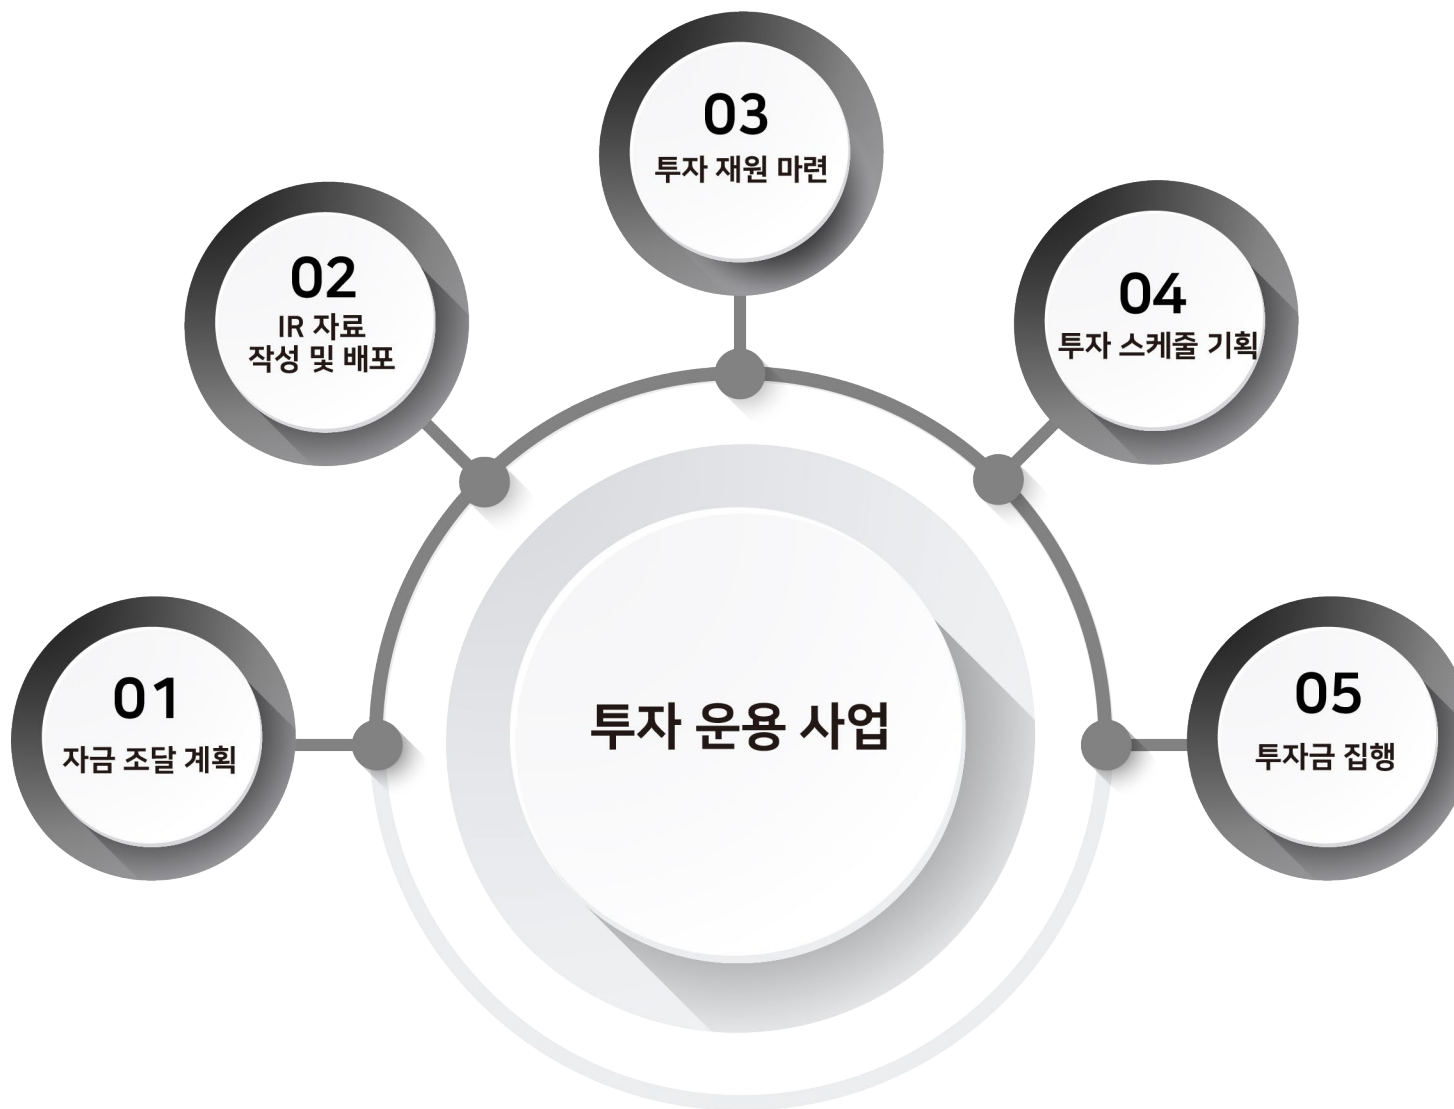 01
자금 조달 계획
02
IR 자료
작성 및 배포
03
투자 재원 마련
04
투자 스케줄 기획
05
투자금 집행
투자 운용 사업